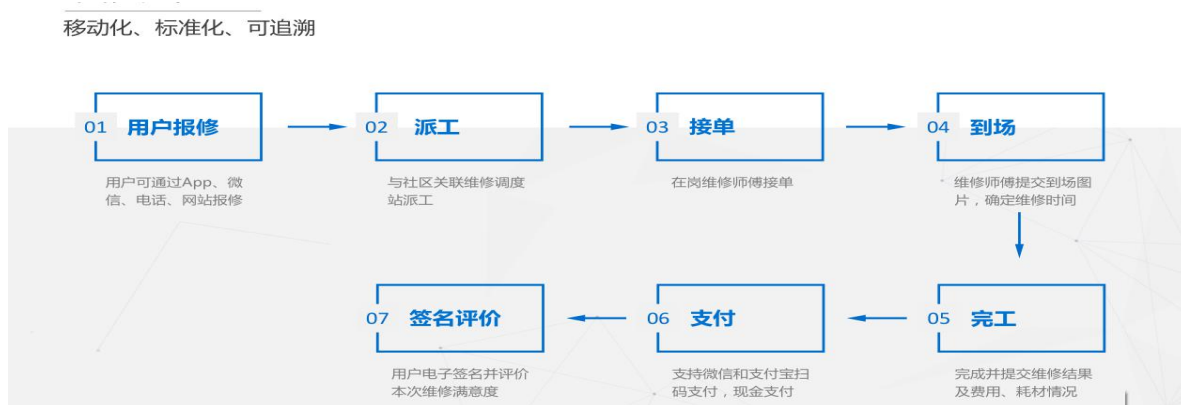 移动化、标准化、可追溯
01 用户报修
用户可通过App、微
信、电话、网站报修
02 派工
与社区关联维修调度
站派工
03 接单
在岗维修师傅接单
04 到场
维修师傅提交到场图
片，确定维修时间
05 完工
完成并提交维修结果
及费用、耗材情况
06 支付
支持微信和支付宝扫
码支付，现金支付
07 签名评价
用户电子签名并评价
本次维修满意度